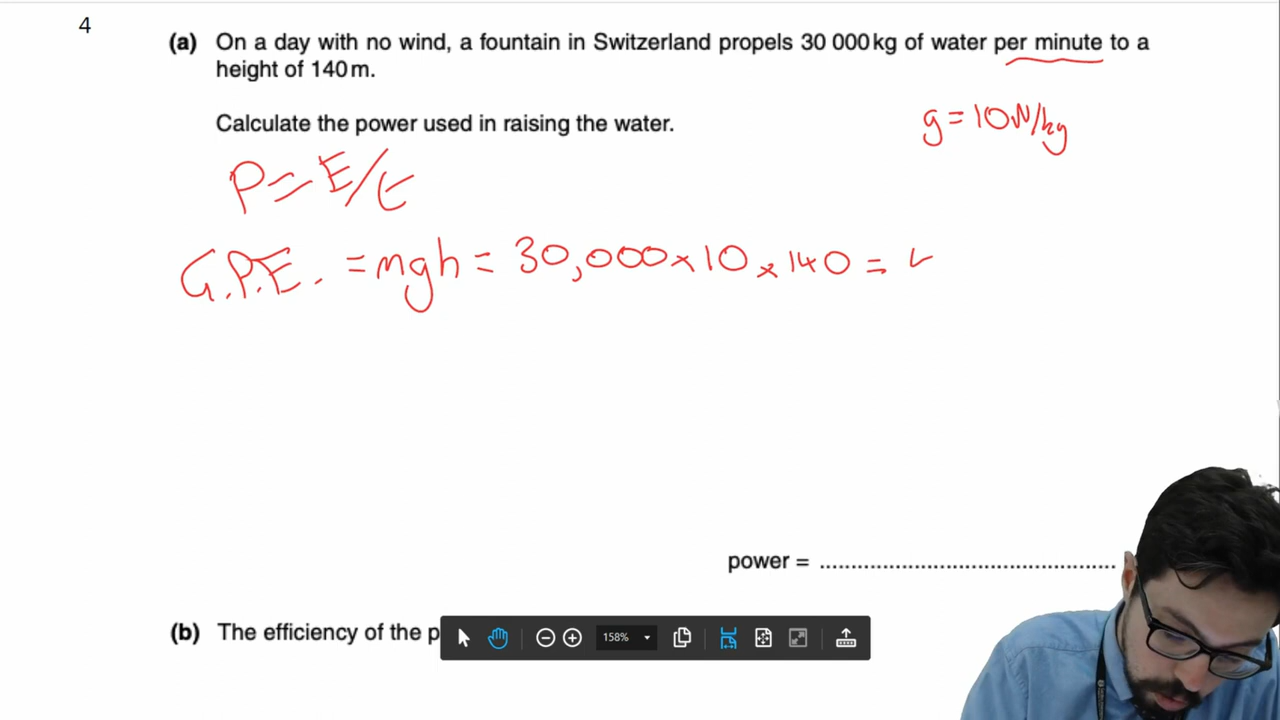 4
(a) On a day with no wind, a fountain in Switzerland propels 30 000 kg of water per minute to a
height of 140 m.
Calculate the power used in raising the water.
g = 10 N/kg
P = E/t
G.P.E. = mgh = 30,000 × 10 × 140 = 4
power = ..............................................
(b) The efficiency of the p
158%